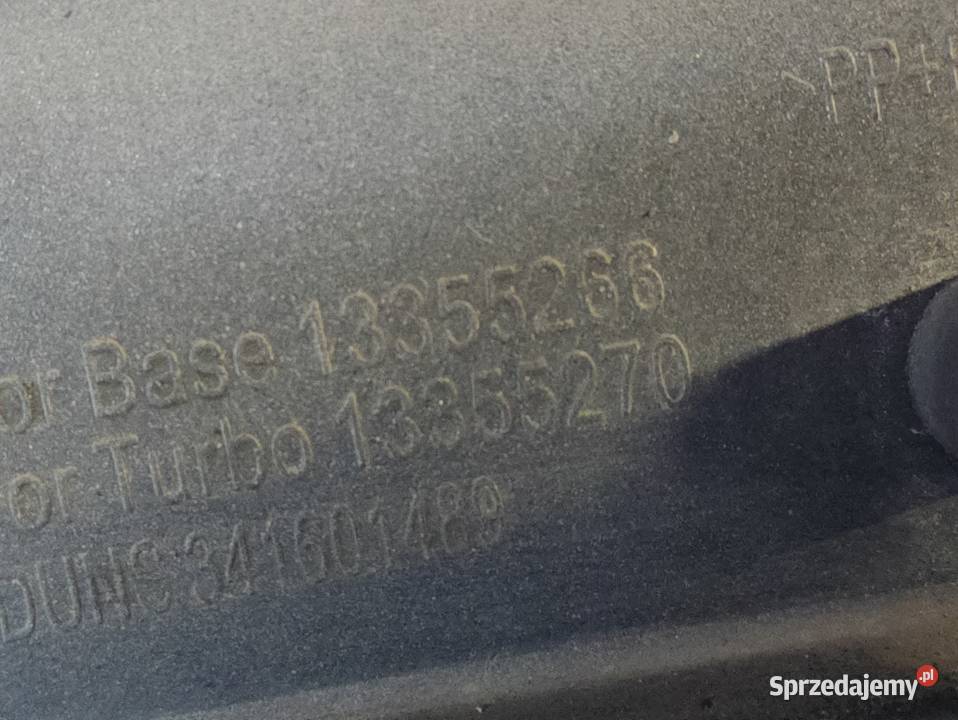 >PP+
or Base 13355266
or Turbo 13355270
DUNS 341601489
Sprzedajemy.pl